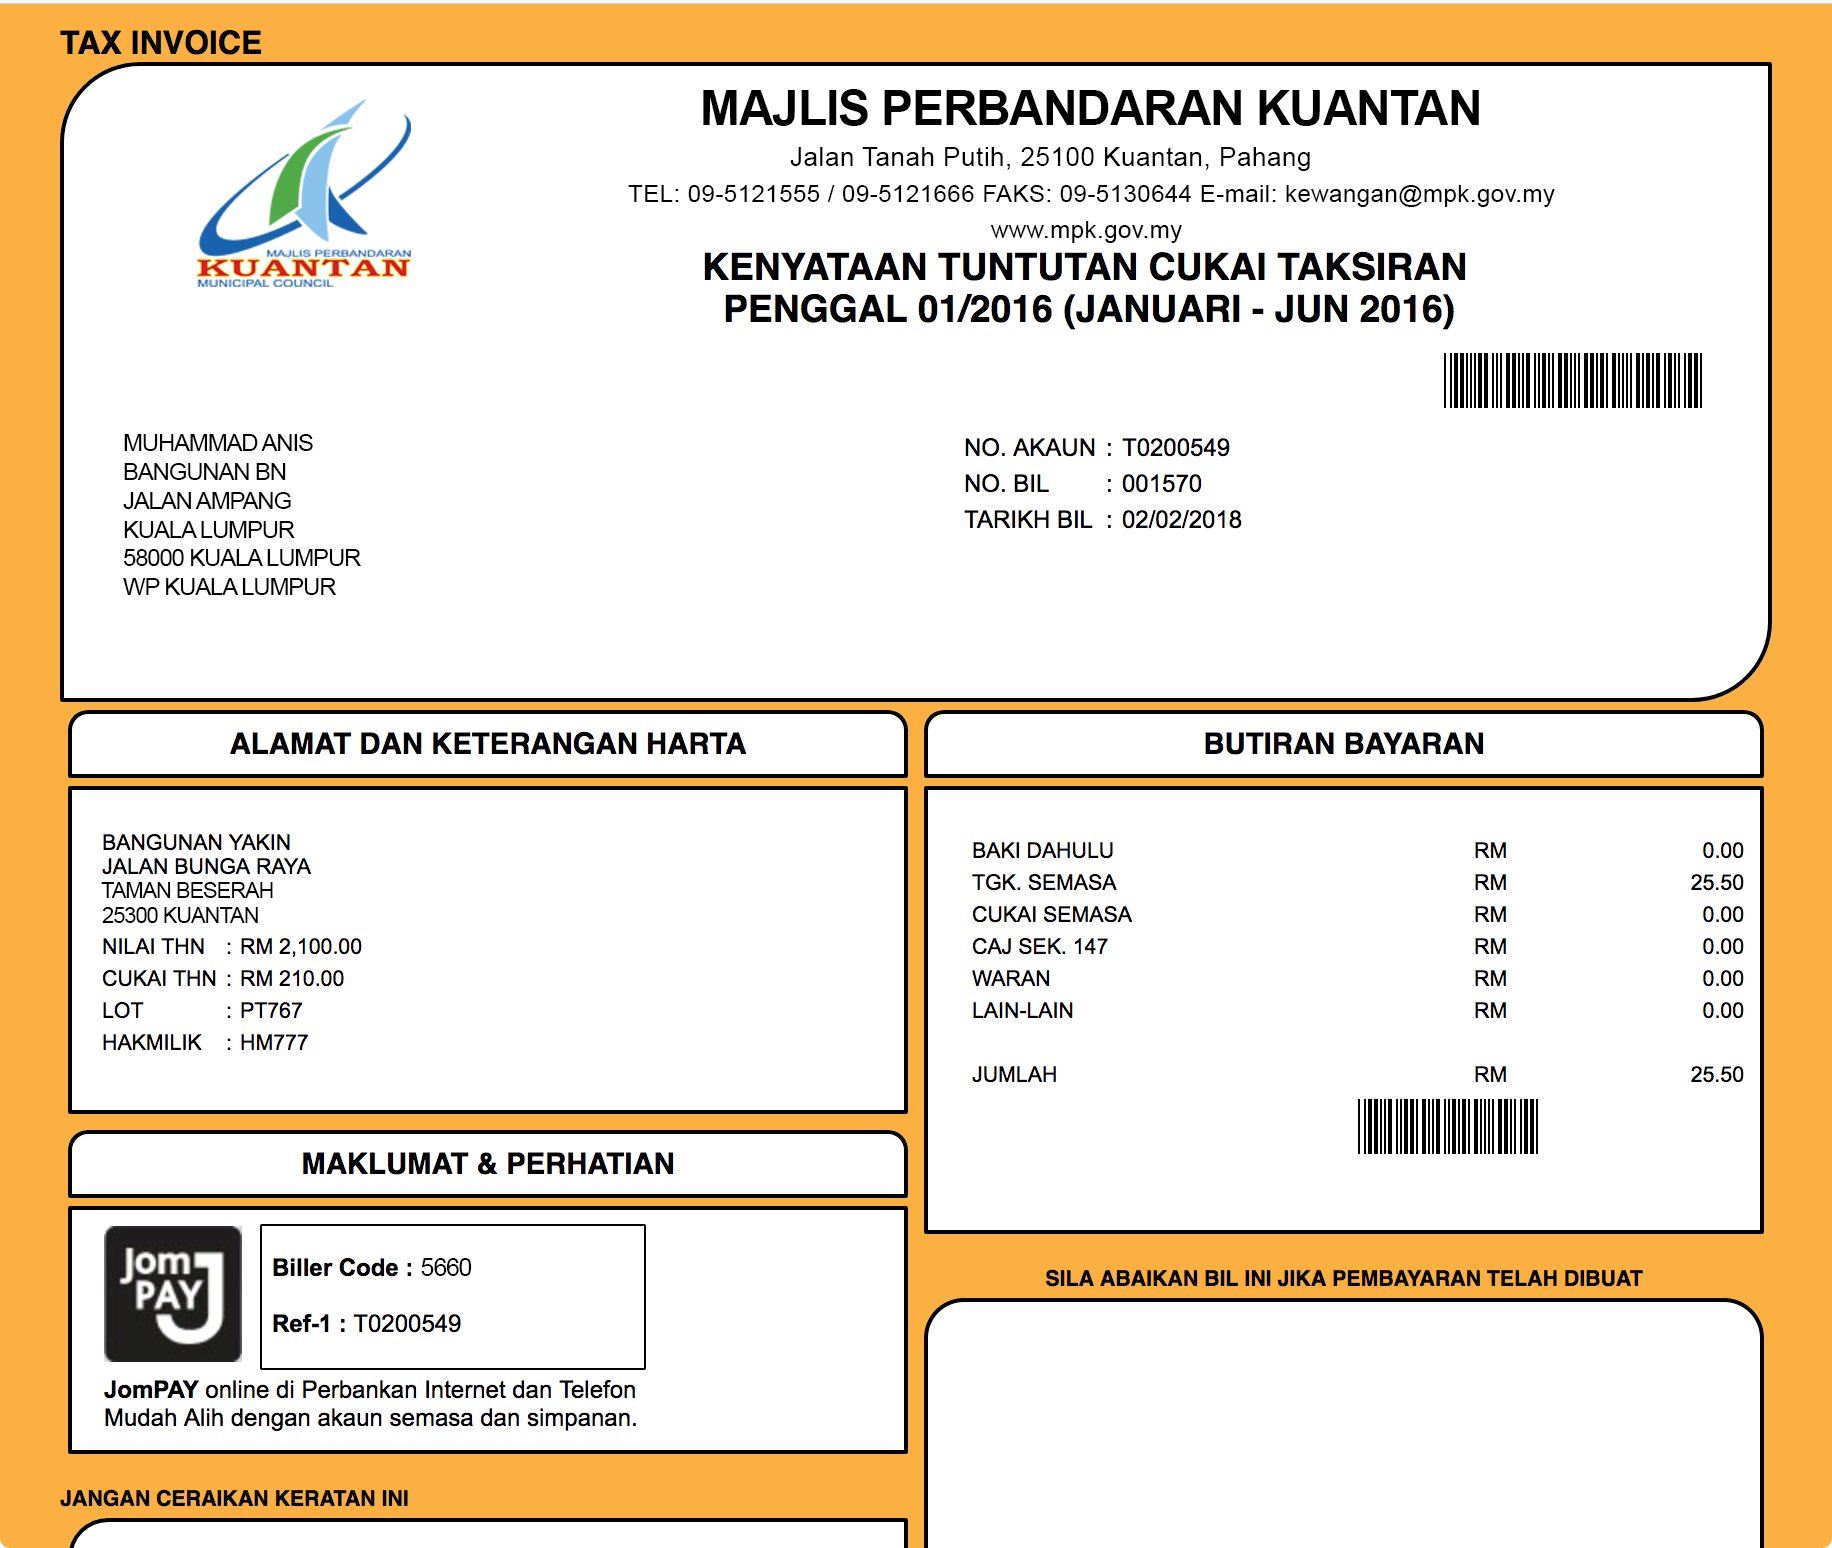 TAX INVOICE
MAJLIS PERBANDARAN
KUANTAN
MUNICIPAL COUNCIL
MAJLIS PERBANDARAN KUANTAN
Jalan Tanah Putih, 25100 Kuantan, Pahang
TEL: 09-5121555 / 09-5121666 FAKS: 09-5130644 E-mail: kewangan@mpk.gov.my
www.mpk.gov.my
KENYATAAN TUNTUTAN CUKAI TAKSIRAN
PENGGAL 01/2016 (JANUARI - JUN 2016)
MUHAMMAD ANIS
BANGUNAN BN
JALAN AMPANG
KUALA LUMPUR
58000 KUALA LUMPUR
WP KUALA LUMPUR
NO. AKAUN : T0200549
NO. BIL : 001570
TARIKH BIL : 02/02/2018
ALAMAT DAN KETERANGAN HARTA
BANGUNAN YAKIN
JALAN BUNGA RAYA
TAMAN BESERAH
25300 KUANTAN
NILAI THN : RM 2,100.00
CUKAI THN : RM 210.00
LOT : PT767
HAKMILIK : HM777
BUTIRAN BAYARAN
BAKI DAHULU RM 0.00
TGK. SEMASA RM 25.50
CUKAI SEMASA RM 0.00
CAJ SEK. 147 RM 0.00
WARAN RM 0.00
LAIN-LAIN RM 0.00
JUMLAH RM 25.50
MAKLUMAT & PERHATIAN
Jom
PAY
Biller Code : 5660
Ref-1 : T0200549
JomPAY online di Perbankan Internet dan Telefon
Mudah Alih dengan akaun semasa dan simpanan.
SILA ABAIKAN BIL INI JIKA PEMBAYARAN TELAH DIBUAT
JANGAN CERAIKAN KERATAN INI